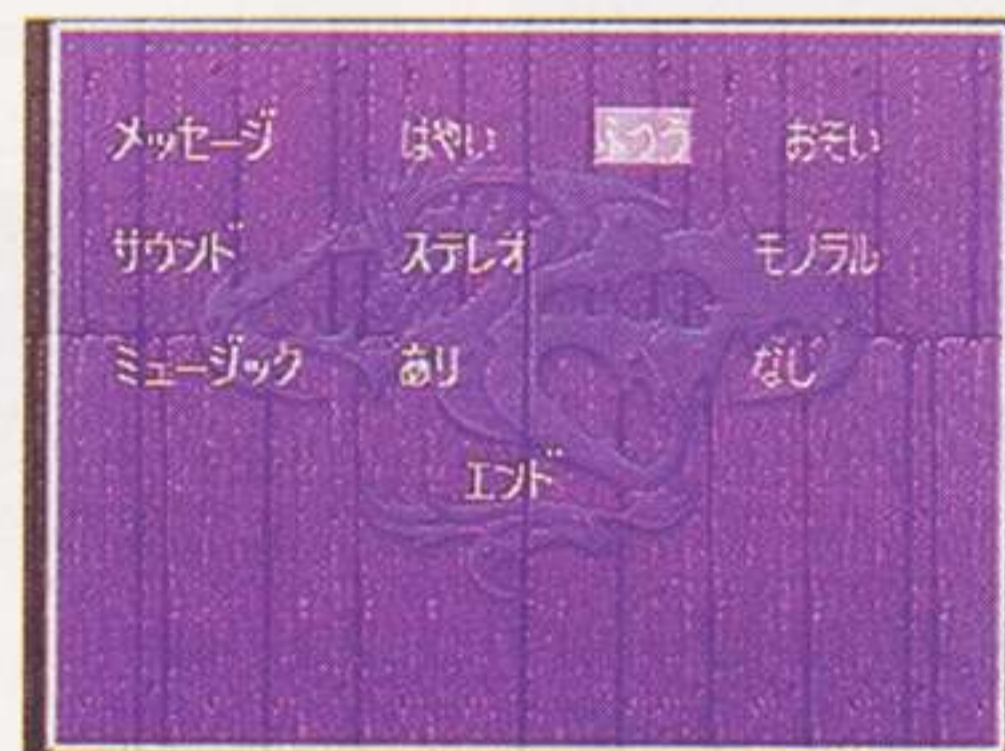 メッセージ はやい ふつう おそい
サウンド ステレオ モノラル
ミュージック あり なし
エンド